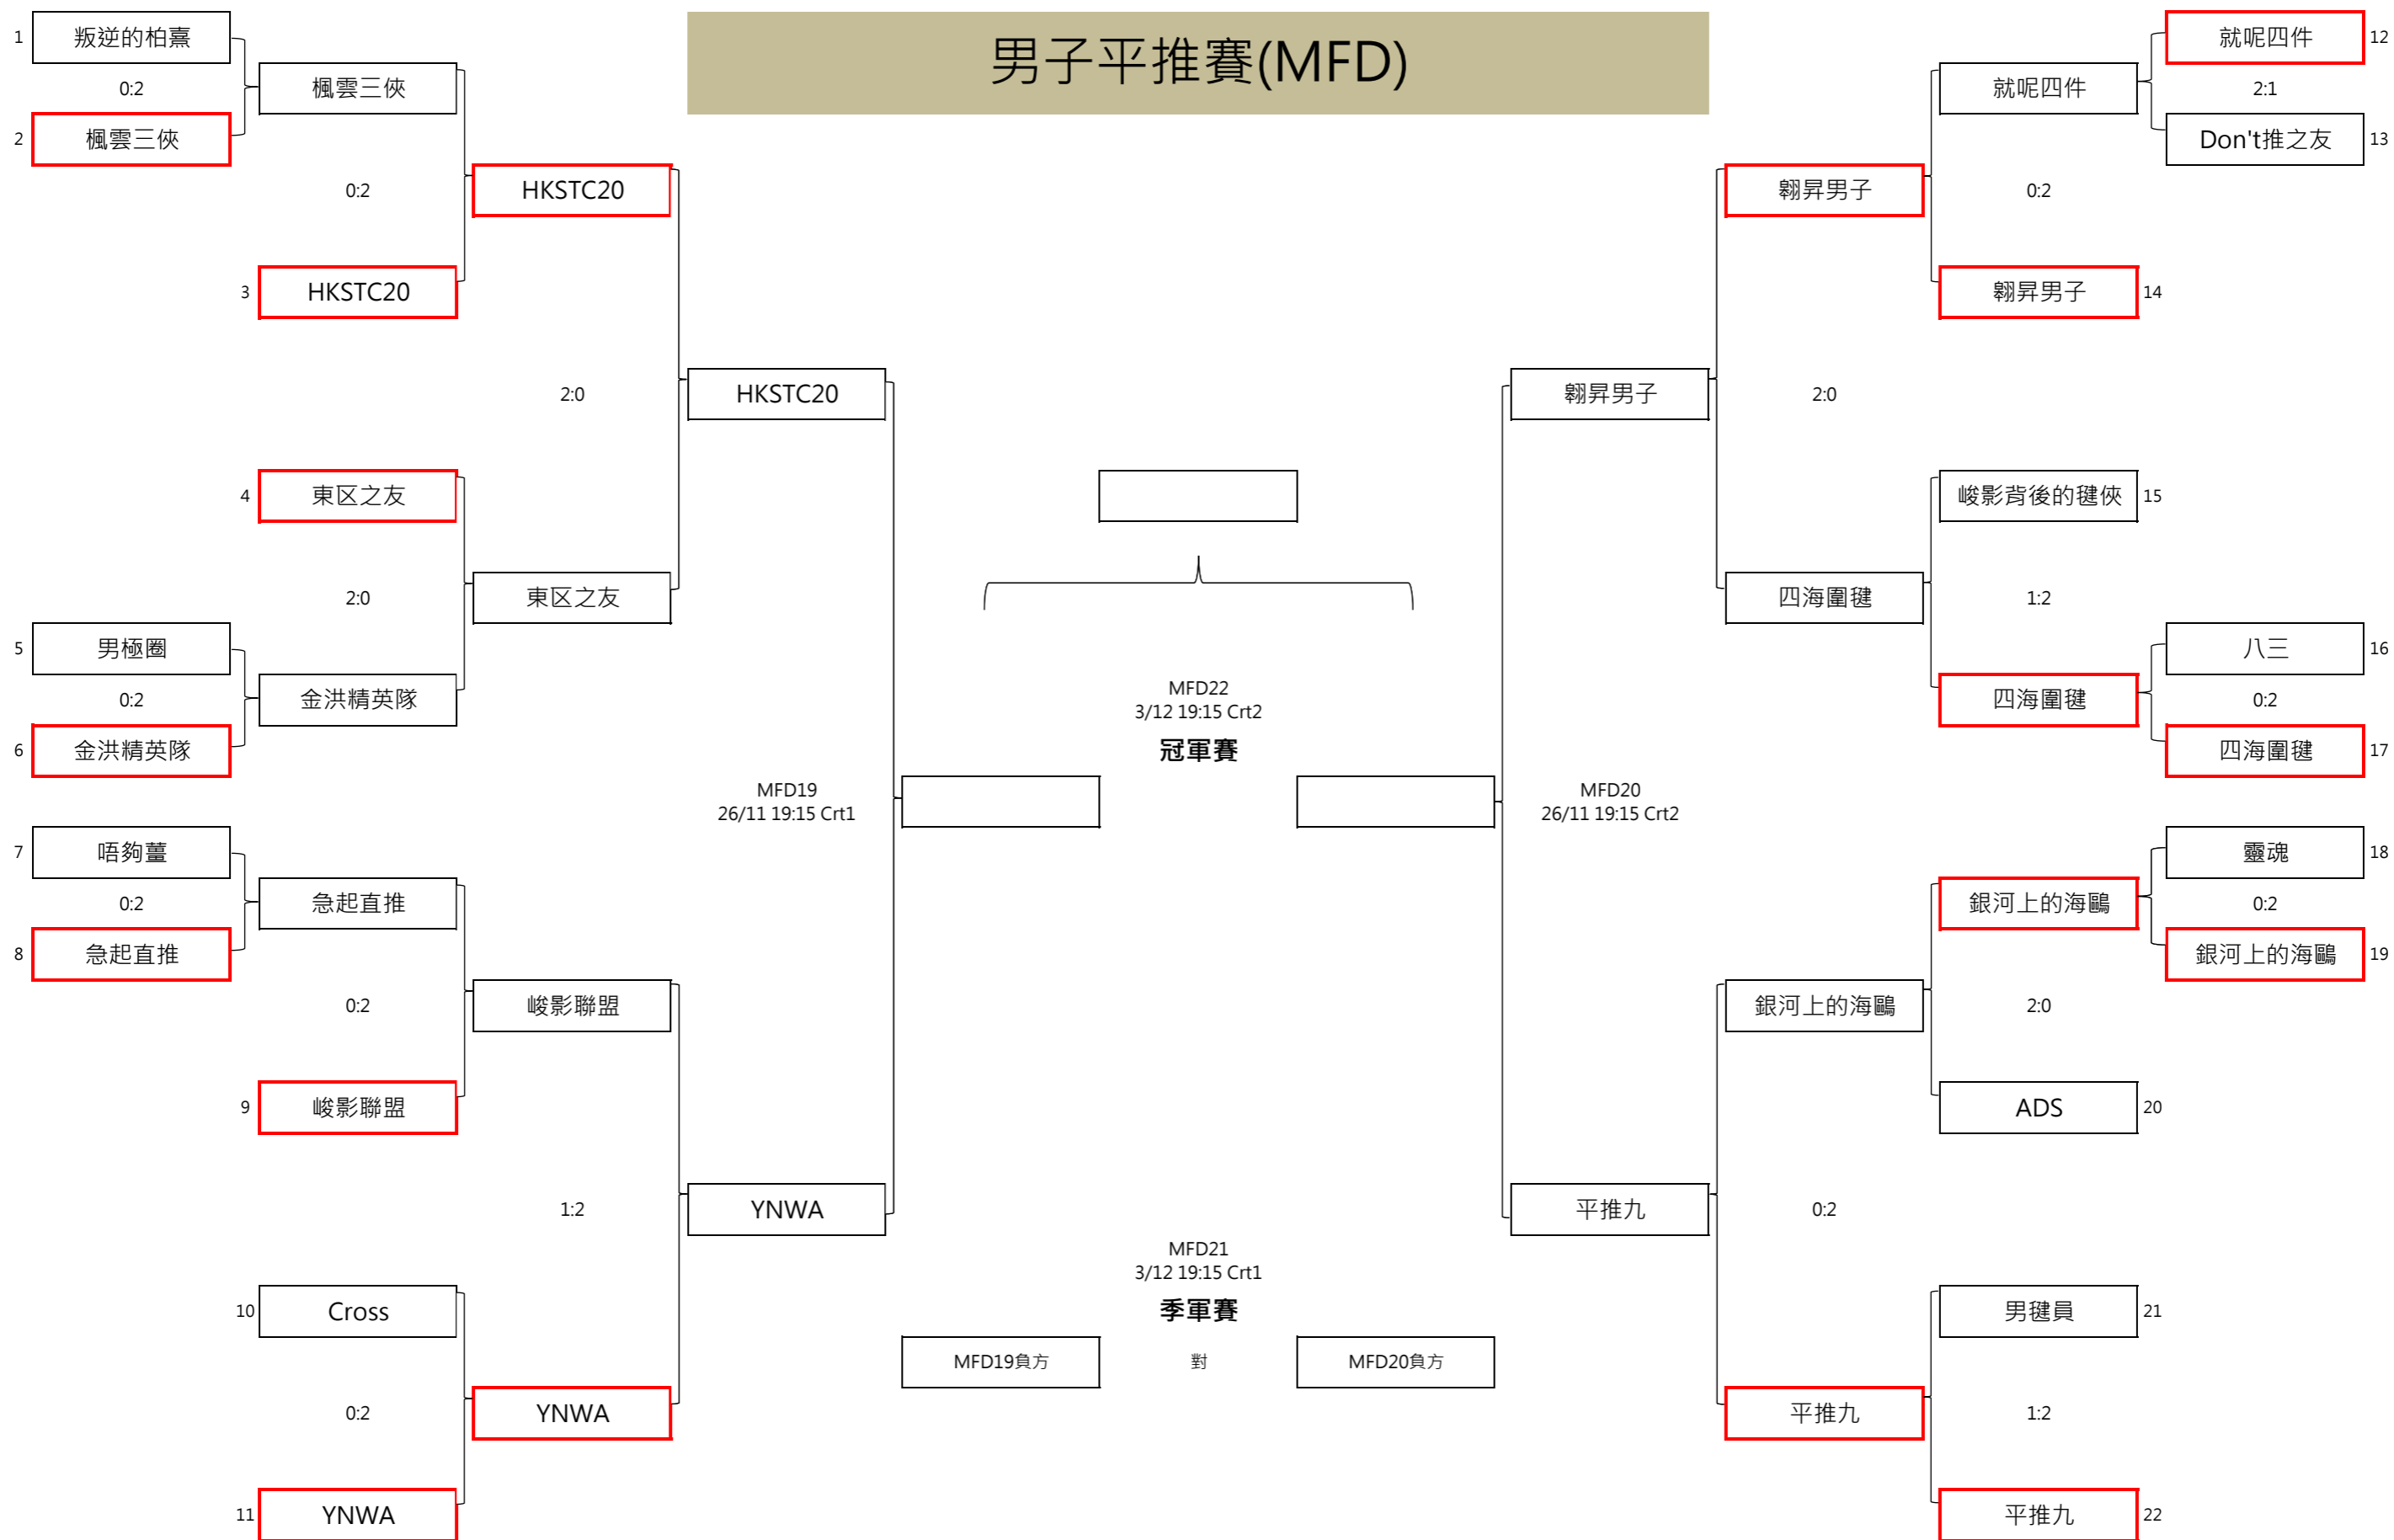 男子平推賽(MFD)
1 叛逆的柏熹
0:2
2 楓雲三俠
楓雲三俠
0:2
3 HKSTC20
HKSTC20
2:0
4 東区之友
2:0
東区之友
5 男極圈
0:2
6 金洪精英隊
金洪精英隊
HKSTC20
MFD19
26/11 19:15 Crt1
7 唔夠薑
0:2
8 急起直推
急起直推
0:2
9 峻影聯盟
峻影聯盟
1:2
YNWA
10 Cross
0:2
YNWA
11 YNWA
MFD22
3/12 19:15 Crt2
冠軍賽
MFD21
3/12 19:15 Crt1
季軍賽
MFD19負方 對 MFD20負方
就呢四件 12
2:1
Don't推之友 13
就呢四件
0:2
翱昇男子 14
翱昇男子
翱昇男子
2:0
峻影背後的毽俠 15
四海圍毽
1:2
八三 16
0:2
四海圍毽 17
四海圍毽
MFD20
26/11 19:15 Crt2
靈魂 18
0:2
銀河上的海鷗 19
銀河上的海鷗
銀河上的海鷗
2:0
ADS 20
平推九
0:2
男毽員 21
平推九
1:2
平推九 22